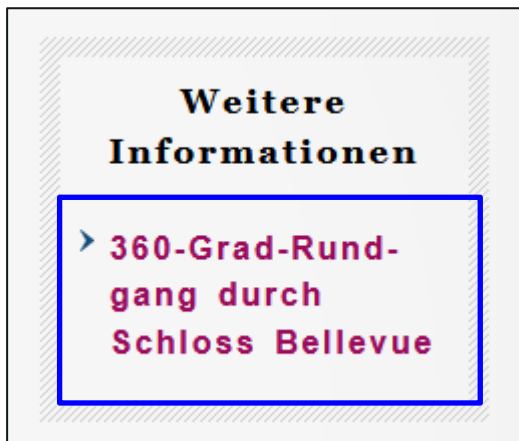 Weitere
Informationen
360-Grad-Rund-
gang durch
Schloss Bellevue